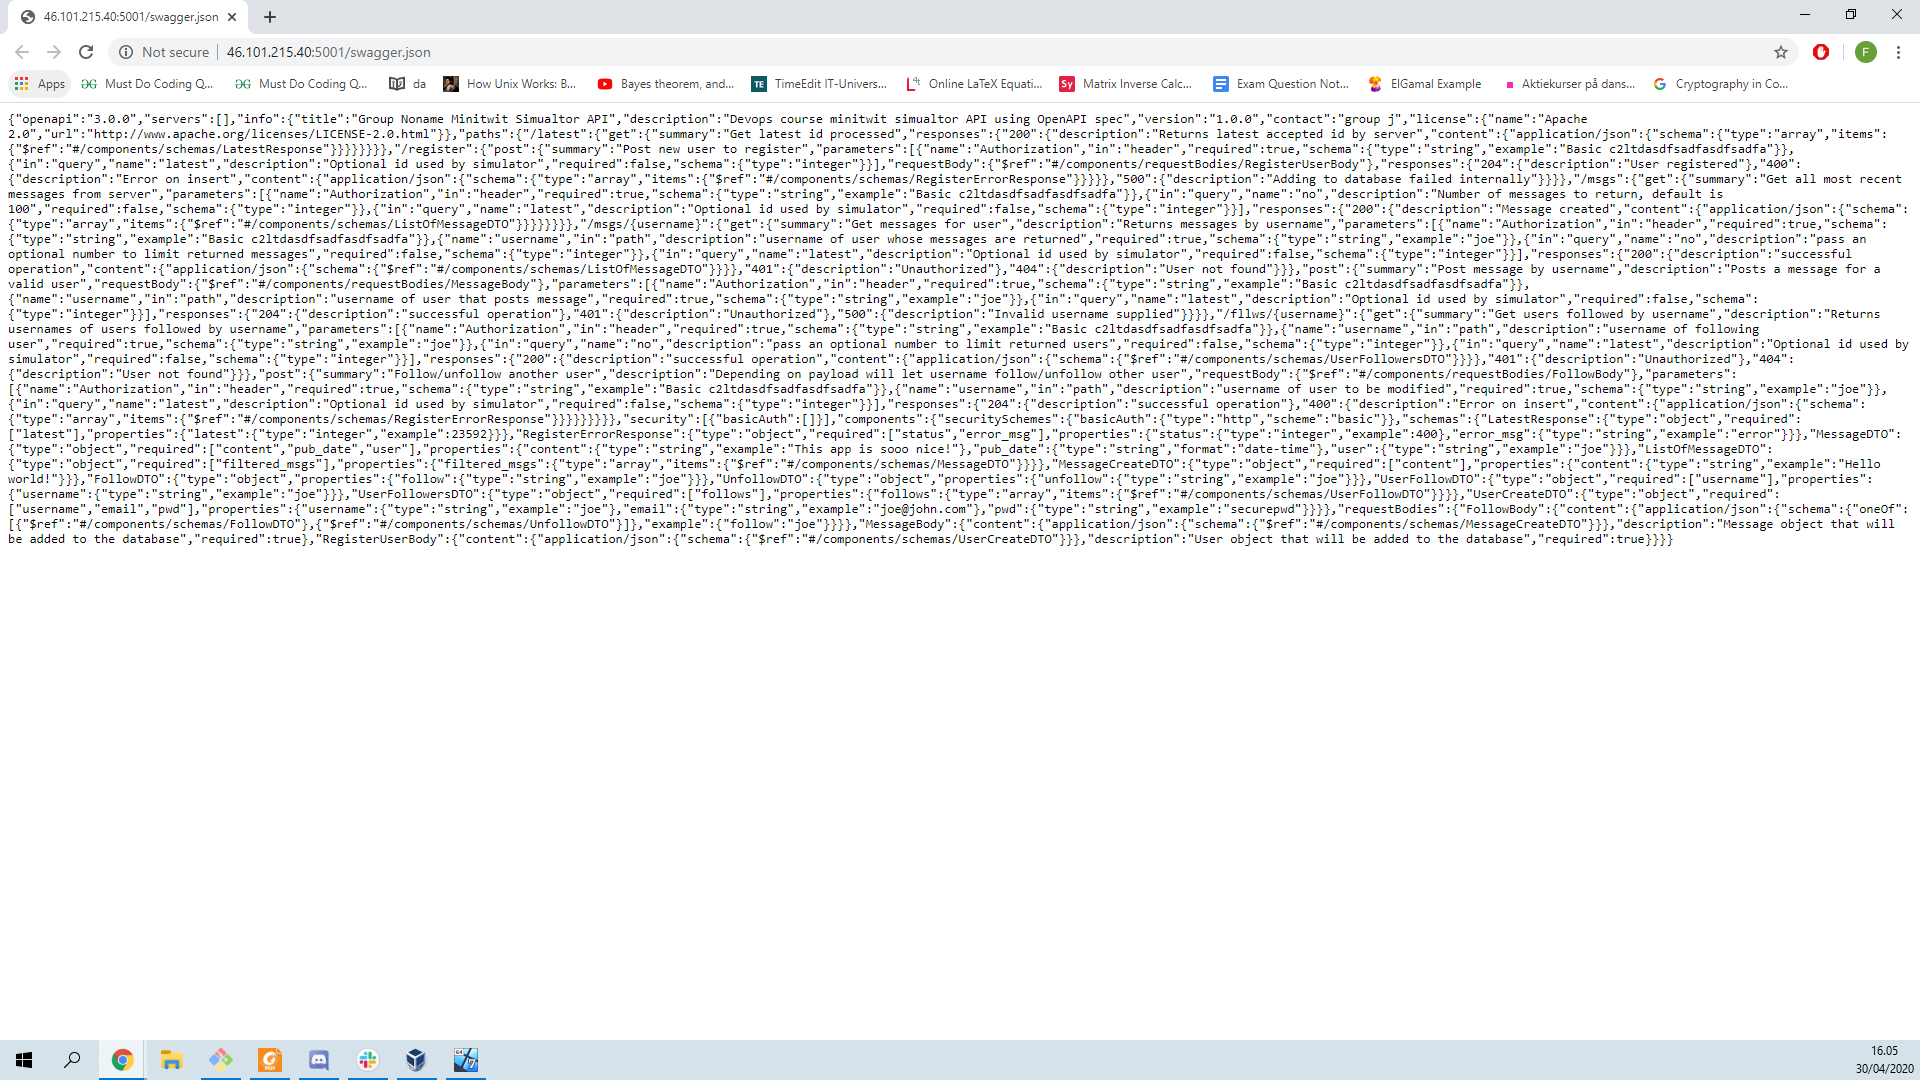 46.101.215.40:5001/swagger.json
Not secure
46.101.215.40:5001/swagger.json
F
Apps
Must Do Coding Q...
Must Do Coding Q...
da
How Unix Works: B...
Bayes theorem, and...
TE
TimeEdit IT-Univers...
Online LaTeX Equati...
Sy
Matrix Inverse Calc...
Exam Question Not...
ElGamal Example
Aktiekurser på dans...
Cryptography in Co...
{"openapi":"3.0.0","servers":[],"info":{"title":"Group Noname Minitwit Simualtor API","description":"Devops course minitwit simualtor API using OpenAPI spec","version":"1.0.0","contact":"group j","license":{"name":"Apache
2.0","url":"http://www.apache.org/licenses/LICENSE-2.0.html"}},"paths":{"/latest":{"get":{"summary":"Get latest id processed","responses":{"200":{"description":"Returns latest accepted id by server","content":{"application/json":{"schema":{"type":"array","items":
{"$ref":"#/components/schemas/LatestResponse"}}}}}}}},"/register":{"post":{"summary":"Post new user to register","parameters":[{"name":"Authorization","in":"header","required":true,"schema":{"type":"string","example":"Basic c2ltdasdfsadfasdfsadfa"}},
{"in":"query","name":"latest","description":"Optional id used by simulator","required":false,"schema":{"type":"integer"}}],"requestBody":{"$ref":"#/components/requestBodies/RegisterUserBody"},"responses":{"204":{"description":"User registered"},"400":
{"description":"Error on insert","content":{"application/json":{"schema":{"type":"array","items":{"$ref":"#/components/schemas/RegisterErrorResponse"}}}}},"500":{"description":"Adding to database failed internally"}}}},"/msgs":{"get":{"summary":"Get all most recent
messages from server","parameters":[{"name":"Authorization","in":"header","required":true,"schema":{"type":"string","example":"Basic c2ltdasdfsadfasdfsadfa"}},{"in":"query","name":"no","description":"Number of messages to return, default is
100","required":false,"schema":{"type":"integer"}},{"in":"query","name":"latest","description":"Optional id used by simulator","required":false,"schema":{"type":"integer"}}],"responses":{"200":{"description":"Message created","content":{"application/json":{"schema":
{"type":"array","items":{"$ref":"#/components/schemas/ListOfMessageDTO"}}}}}}}},"/msgs/{username}":{"get":{"summary":"Get messages for user","description":"Returns messages by username","parameters":[{"name":"Authorization","in":"header","required":true,"schema":
{"type":"string","example":"Basic c2ltdasdfsadfasdfsadfa"}},{"name":"username","in":"path","description":"username of user whose messages are returned","required":true,"schema":{"type":"string","example":"joe"}},{"in":"query","name":"no","description":"pass an
optional number to limit returned messages","required":false,"schema":{"type":"integer"}},{"in":"query","name":"latest","description":"Optional id used by simulator","required":false,"schema":{"type":"integer"}}],"responses":{"200":{"description":"successful
operation","content":{"application/json":{"schema":{"$ref":"#/components/schemas/ListOfMessageDTO"}}}},"401":{"description":"Unauthorized"},"404":{"description":"User not found"}}},"post":{"summary":"Post message by username","description":"Posts a message for a
valid user","requestBody":{"$ref":"#/components/requestBodies/MessageBody"},"parameters":[{"name":"Authorization","in":"header","required":true,"schema":{"type":"string","example":"Basic c2ltdasdfsadfasdfsadfa"}},
{"name":"username","in":"path","description":"username of user that posts message","required":true,"schema":{"type":"string","example":"joe"}},{"in":"query","name":"latest","description":"Optional id used by simulator","required":false,"schema":
{"type":"integer"}}],"responses":{"204":{"description":"successful operation"},"401":{"description":"Unauthorized"},"500":{"description":"Invalid username supplied"}}}},"/fllws/{username}":{"get":{"summary":"Get users followed by username","description":"Returns
usernames of users followed by username","parameters":[{"name":"Authorization","in":"header","required":true,"schema":{"type":"string","example":"Basic c2ltdasdfsadfasdfsadfa"}},{"name":"username","in":"path","description":"username of following
user","required":true,"schema":{"type":"string","example":"joe"}},{"in":"query","name":"no","description":"pass an optional number to limit returned users","required":false,"schema":{"type":"integer"}},{"in":"query","name":"latest","description":"Optional id used by
simulator","required":false,"schema":{"type":"integer"}}],"responses":{"200":{"description":"successful operation","content":{"application/json":{"schema":{"$ref":"#/components/schemas/UserFollowersDTO"}}}},"401":{"description":"Unauthorized"},"404":
{"description":"User not found"}}},"post":{"summary":"Follow/unfollow another user","description":"Depending on payload will let username follow/unfollow other user","requestBody":{"$ref":"#/components/requestBodies/FollowBody"},"parameters":
[{"name":"Authorization","in":"header","required":true,"schema":{"type":"string","example":"Basic c2ltdasdfsadfasdfsadfa"}},{"name":"username","in":"path","description":"username of user to be modified","required":true,"schema":{"type":"string","example":"joe"}},
{"in":"query","name":"latest","description":"Optional id used by simulator","required":false,"schema":{"type":"integer"}}],"responses":{"204":{"description":"successful operation"},"400":{"description":"Error on insert","content":{"application/json":{"schema":
{"type":"array","items":{"$ref":"#/components/schemas/RegisterErrorResponse"}}}}}}}}},"security":[{"basicAuth":[]}],"components":{"securitySchemes":{"basicAuth":{"type":"http","scheme":"basic"}},"schemas":{"LatestResponse":{"type":"object","required":
["latest"],"properties":{"latest":{"type":"integer","example":23592}}},"RegisterErrorResponse":{"type":"object","required":["status","error_msg"],"properties":{"status":{"type":"integer","example":400},"error_msg":{"type":"string","example":"error"}}},"MessageDTO":
{"type":"object","required":["content","pub_date","user"],"properties":{"content":{"type":"string","example":"This app is sooo nice!"},"pub_date":{"type":"string","format":"date-time"},"user":{"type":"string","example":"joe"}}},"ListOfMessageDTO":
{"type":"object","required":["filtered_msgs"],"properties":{"filtered_msgs":{"type":"array","items":{"$ref":"#/components/schemas/MessageDTO"}}}},"MessageCreateDTO":{"type":"object","required":["content"],"properties":{"content":{"type":"string","example":"Hello
world!"}}},"FollowDTO":{"type":"object","properties":{"follow":{"type":"string","example":"joe"}}},"UnfollowDTO":{"type":"object","properties":{"unfollow":{"type":"string","example":"joe"}}},"UserFollowDTO":{"type":"object","required":["username"],"properties":
{"username":{"type":"string","example":"joe"}}},"UserFollowersDTO":{"type":"object","required":["follows"],"properties":{"follows":{"type":"array","items":{"$ref":"#/components/schemas/UserFollowDTO"}}}},"UserCreateDTO":{"type":"object","required":
["username","email","pwd"],"properties":{"username":{"type":"string","example":"joe"},"email":{"type":"string","example":"joe@john.com"},"pwd":{"type":"string","example":"securepwd"}}}},"requestBodies":{"FollowBody":{"content":{"application/json":{"schema":{"oneOf":
[{"$ref":"#/components/schemas/FollowDTO"},{"$ref":"#/components/schemas/UnfollowDTO"}]},"example":{"follow":"joe"}}}},"MessageBody":{"content":{"application/json":{"schema":{"$ref":"#/components/schemas/MessageCreateDTO"}}},"description":"Message object that will
be added to the database","required":true},"RegisterUserBody":{"content":{"application/json":{"schema":{"$ref":"#/components/schemas/UserCreateDTO"}}},"description":"User object that will be added to the database","required":true}}}}
16.05
30/04/2020